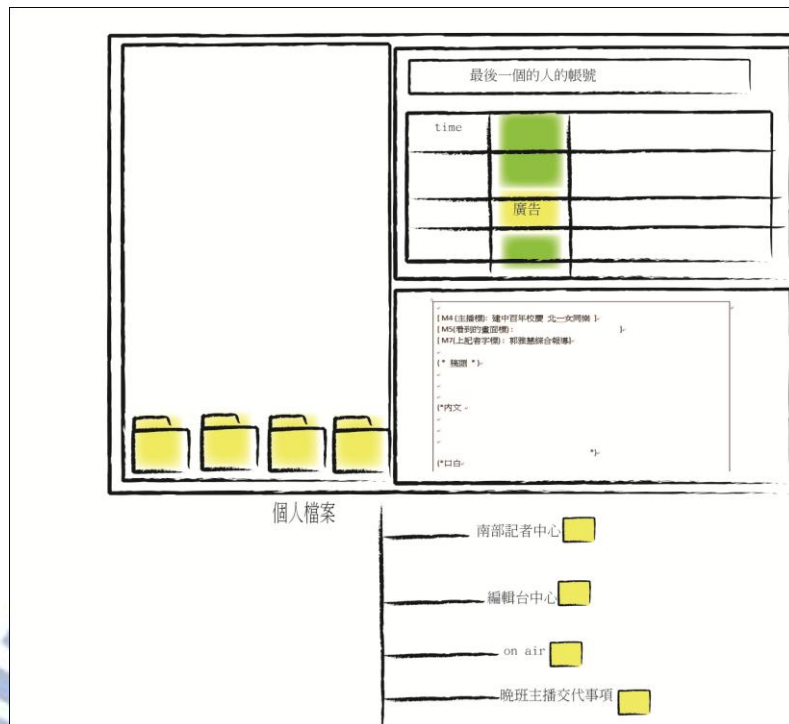 最後一個的人的帳號
time
廣告
[ M4 (主播標): 建中百年校慶 北一女同樂 ]
[ M5(看到的畫面標): ]
[ M7(上記者字標): 郭雅慧綜合報導]
(* 稿頭 *)
(*內文
*)
(*口白
個人檔案
南部記者中心
編輯台中心
on air
晚班主播交代事項